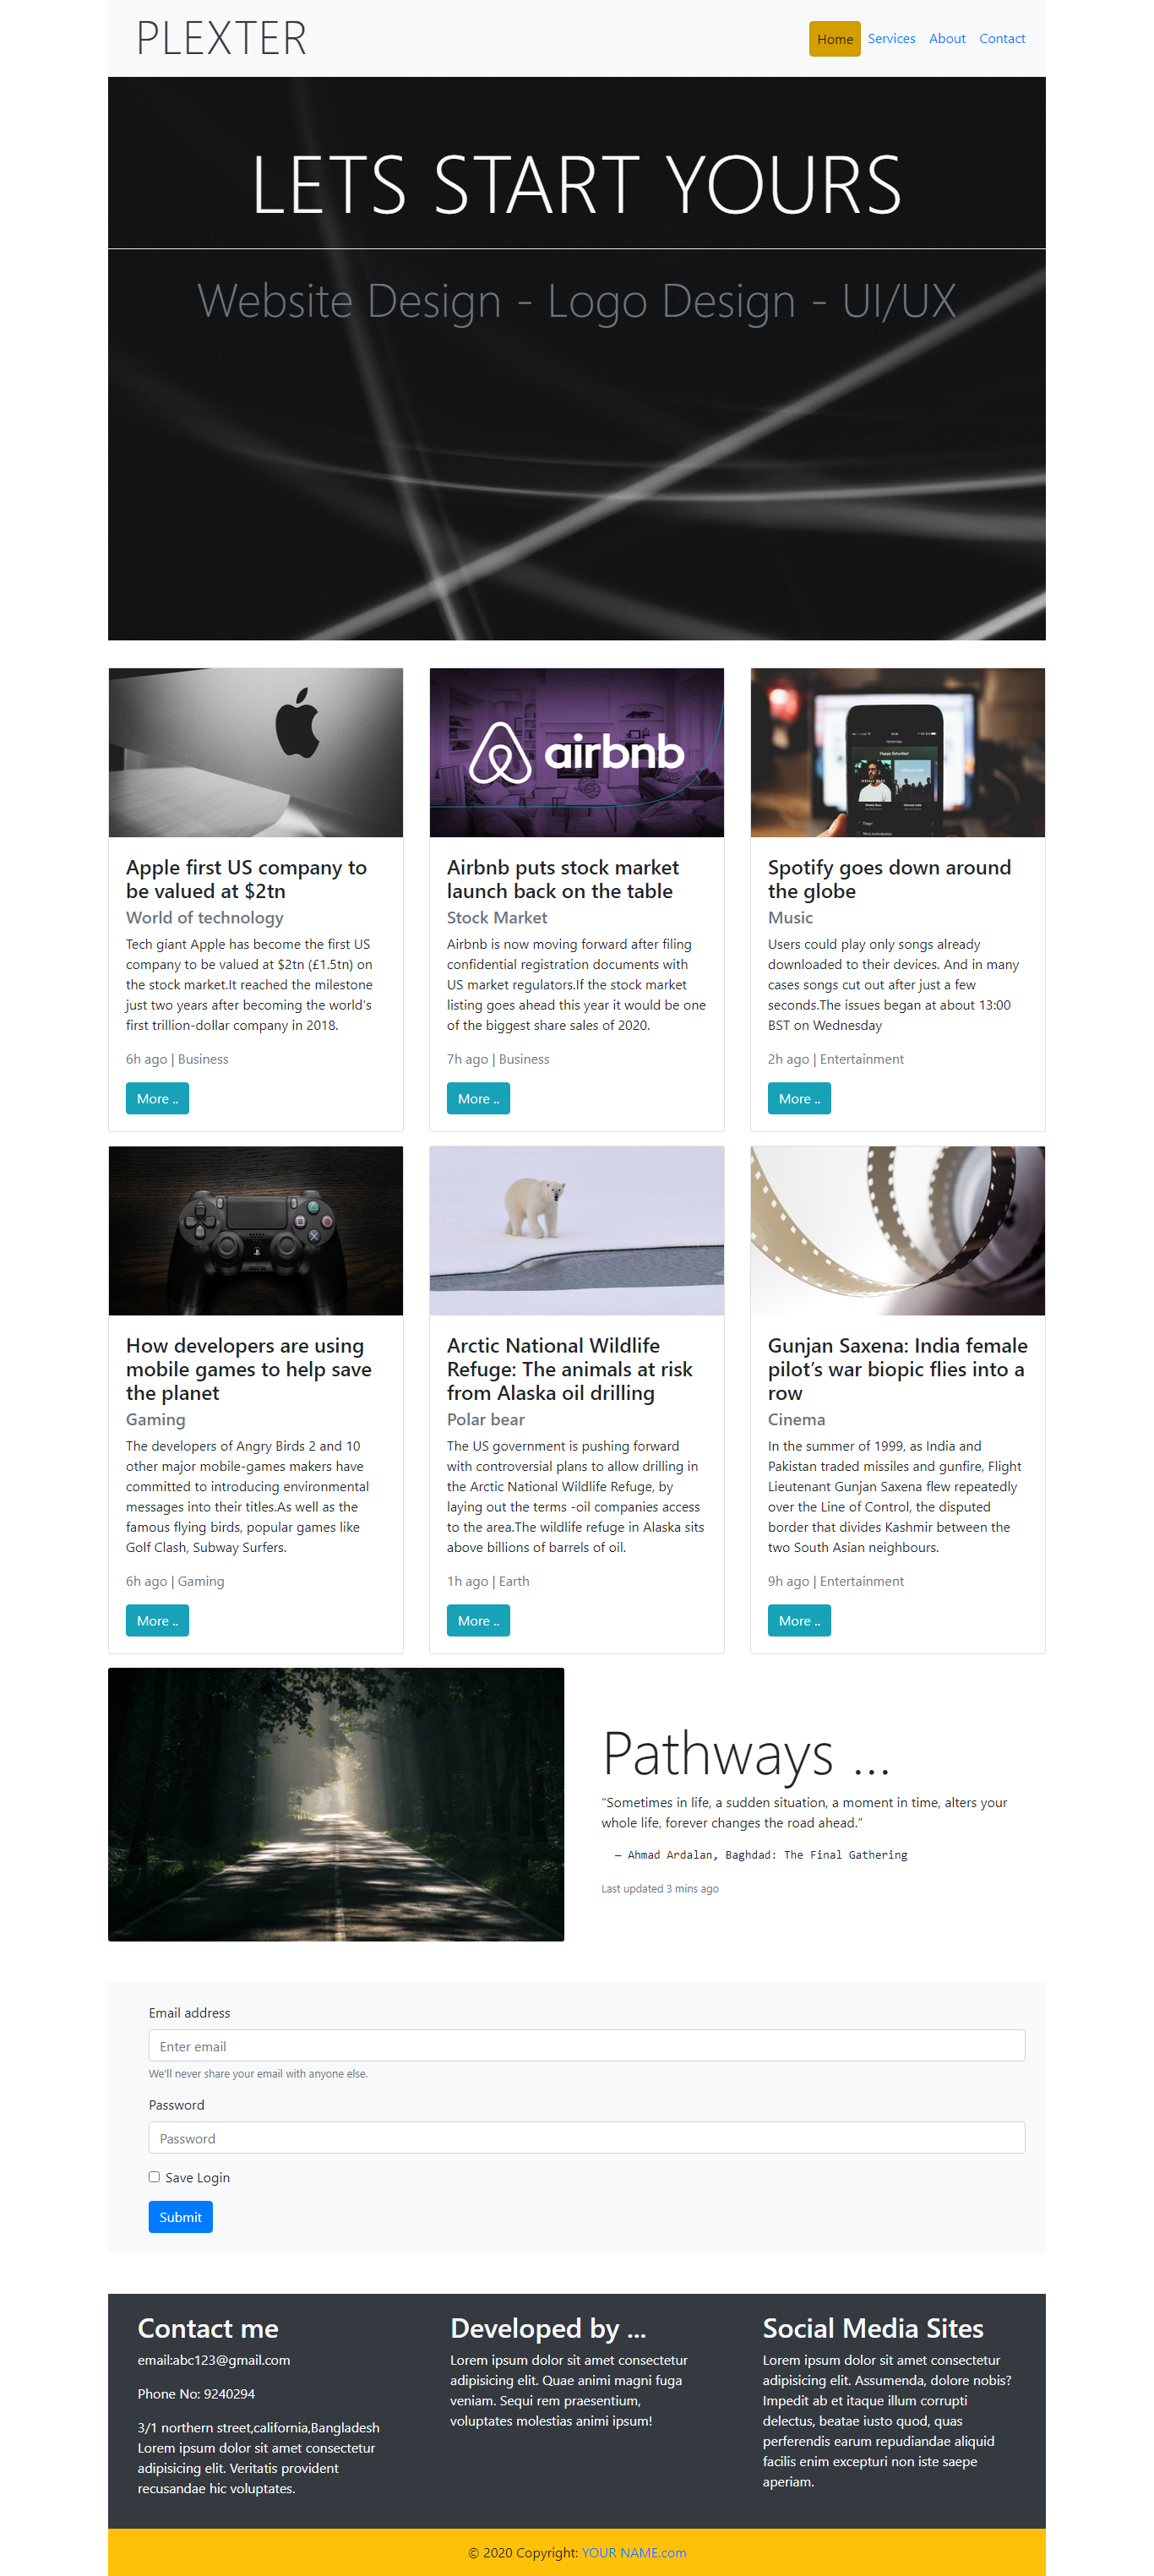 PLEXTER
Home Services About Contact
LETS START YOURS
Website Design - Logo Design - UI/UX
airbnb
Happy Saturday!
Apple first US company to
be valued at $2tn
World of technology
Tech giant Apple has become the first US
company to be valued at $2tn (£1.5tn) on
the stock market.It reached the milestone
just two years after becoming the world's
first trillion-dollar company in 2018.
6h ago | Business
More ..
Airbnb puts stock market
launch back on the table
Stock Market
Airbnb is now moving forward after filing
confidential registration documents with
US market regulators.If the stock market
listing goes ahead this year it would be one
of the biggest share sales of 2020.
7h ago | Business
More ..
Spotify goes down around
the globe
Music
Users could play only songs already
downloaded to their devices. And in many
cases songs cut out after just a few
seconds.The issues began at about 13:00
BST on Wednesday
2h ago | Entertainment
More ..
How developers are using
mobile games to help save
the planet
Gaming
The developers of Angry Birds 2 and 10
other major mobile-games makers have
committed to introducing environmental
messages into their titles.As well as the
famous flying birds, popular games like
Golf Clash, Subway Surfers.
6h ago | Gaming
More ..
Arctic National Wildlife
Refuge: The animals at risk
from Alaska oil drilling
Polar bear
The US government is pushing forward
with controversial plans to allow drilling in
the Arctic National Wildlife Refuge, by
laying out the terms -oil companies access
to the area.The wildlife refuge in Alaska sits
above billions of barrels of oil.
1h ago | Earth
More ..
Gunjan Saxena: India female
pilot’s war biopic flies into a
row
Cinema
In the summer of 1999, as India and
Pakistan traded missiles and gunfire, Flight
Lieutenant Gunjan Saxena flew repeatedly
over the Line of Control, the disputed
border that divides Kashmir between the
two South Asian neighbours.
9h ago | Entertainment
More ..
Pathways ...
“Sometimes in life, a sudden situation, a moment in time, alters your
whole life, forever changes the road ahead.”
― Ahmad Ardalan, Baghdad: The Final Gathering
Last updated 3 mins ago
Email address
Enter email
We'll never share your email with anyone else.
Password
Password
Save Login
Submit
Contact me
email:abc123@gmail.com
Phone No: 9240294
3/1 northern street,california,Bangladesh
Lorem ipsum dolor sit amet consectetur
adipisicing elit. Veritatis provident
recusandae hic voluptates.
Developed by ...
Lorem ipsum dolor sit amet consectetur
adipisicing elit. Quae animi magni fuga
veniam. Sequi rem praesentium,
voluptates molestias animi ipsum!
Social Media Sites
Lorem ipsum dolor sit amet consectetur
adipisicing elit. Assumenda, dolore nobis?
Impedit ab et itaque illum corrupti
delectus, beatae iusto quod, quas
perferendis earum repudiandae aliquid
facilis enim excepturi non iste saepe
aperiam.
© 2020 Copyright: YOUR NAME.com